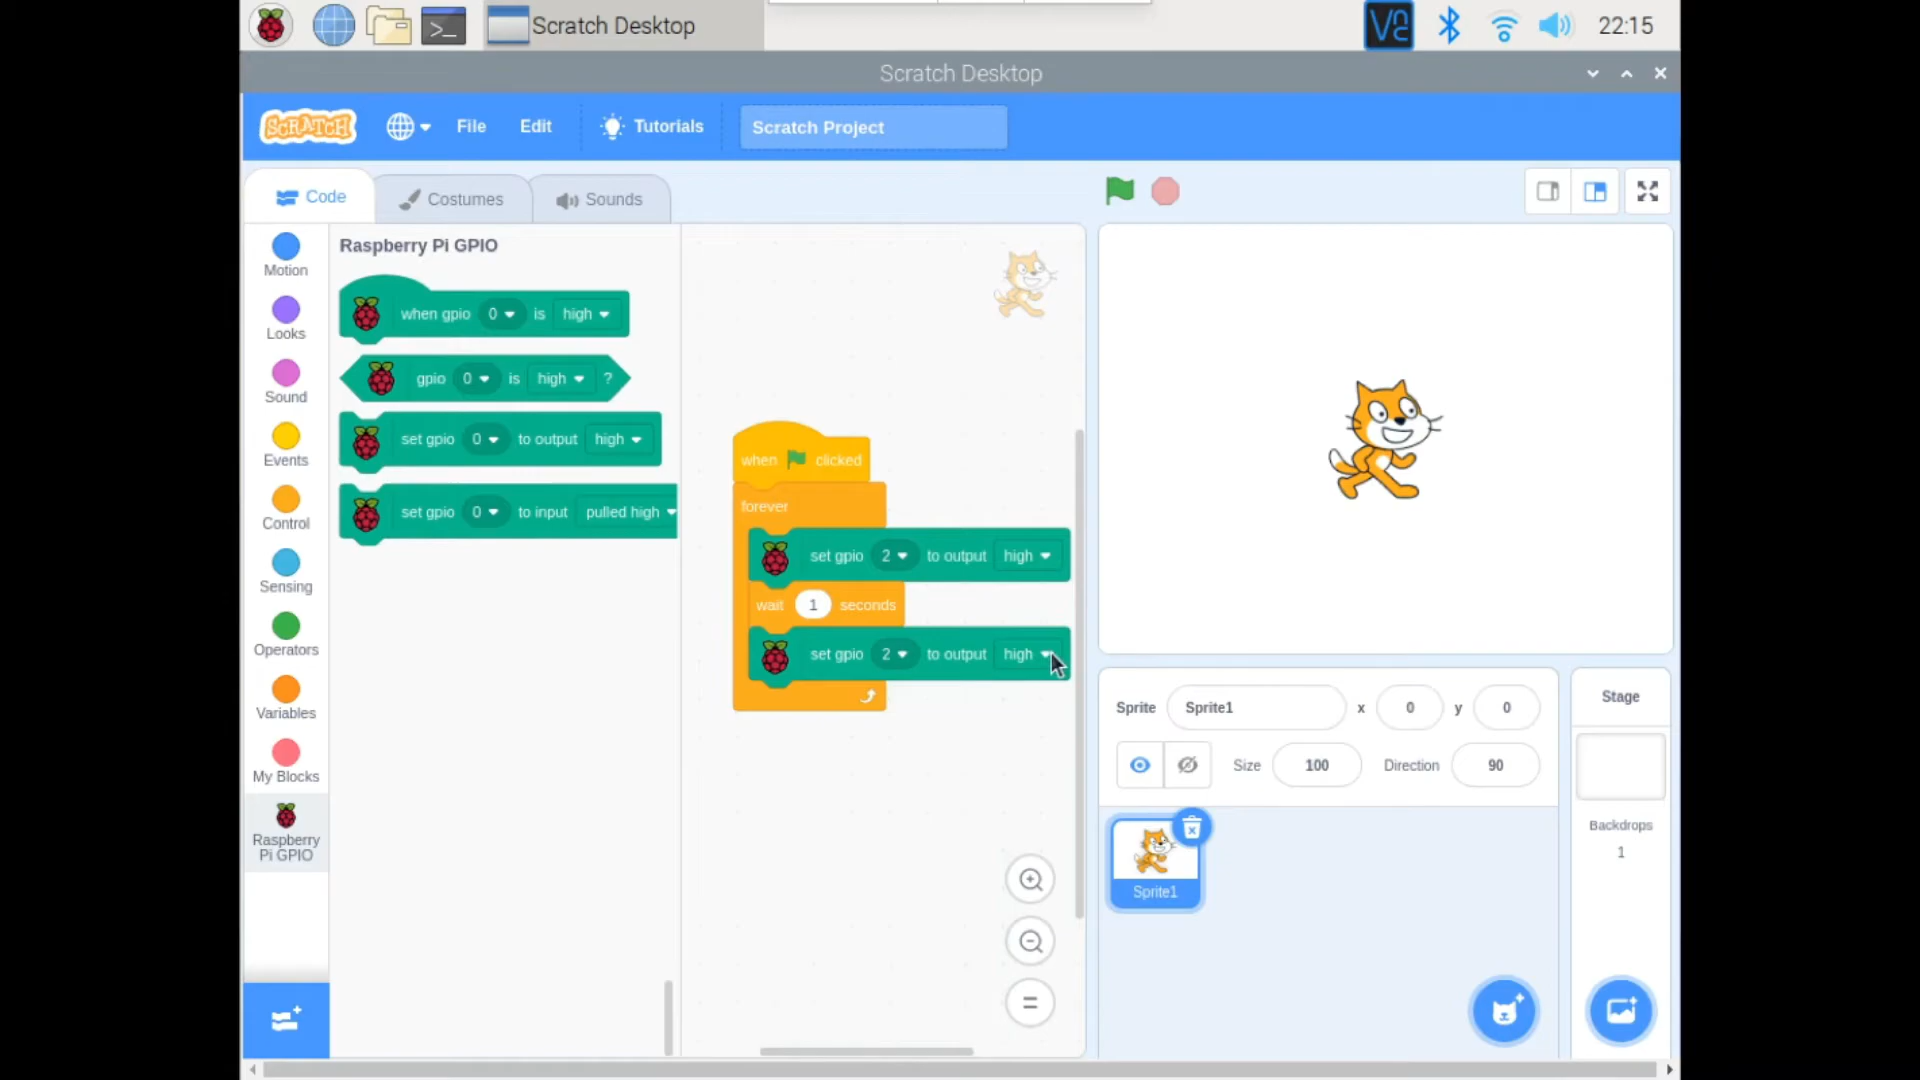 Scratch Desktop
22:15
Scratch Desktop
SCRATCH
File
Edit
Tutorials
Scratch Project
Code
Costumes
Sounds
Motion
Looks
Sound
Events
Control
Sensing
Operators
Variables
My Blocks
Raspberry
Pi GPIO
Raspberry Pi GPIO
when gpio 0 is high
gpio 0 is high ?
set gpio 0 to output high
set gpio 0 to input pulled high
when clicked
forever
set gpio 2 to output high
wait 1 seconds
set gpio 2 to output high
Sprite Sprite1 x 0 y 0
Size 100 Direction 90
Sprite1
Stage
Backdrops
1